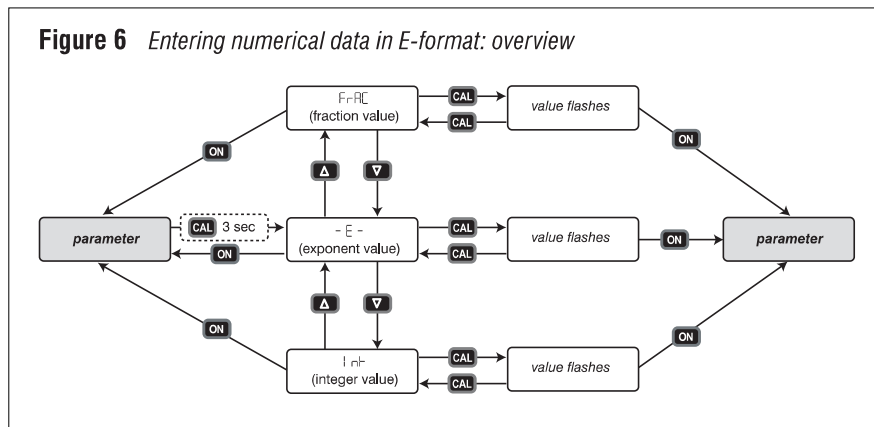 Figure 6 Entering numerical data in E-format: overview
FrAC
(fraction value)
CAL
CAL
value flashes
ON
ON
Δ
∇
parameter
CAL 3 sec
ON
- E -
(exponent value)
CAL
CAL
value flashes
ON
parameter
Δ
∇
ON
ON
Int
(integer value)
CAL
CAL
value flashes